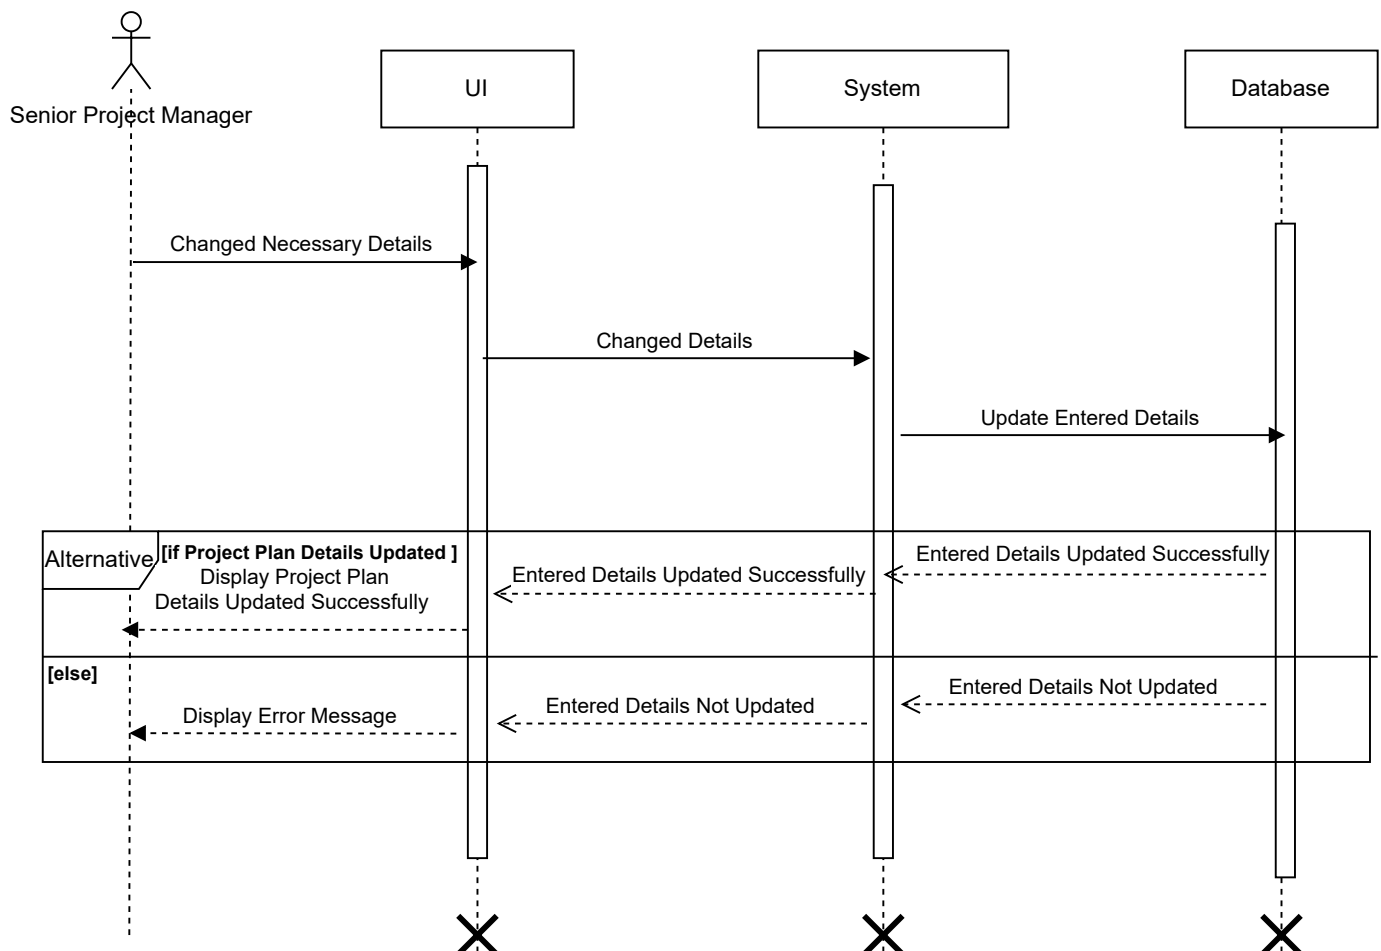 Senior Project Manager
UI
System
Database
Changed Necessary Details
Changed Details
Update Entered Details
Alternative
[if Project Plan Details Updated ]
Display Project Plan
Details Updated Successfully
Entered Details Updated Successfully
Entered Details Updated Successfully
[else]
Display Error Message
Entered Details Not Updated
Entered Details Not Updated